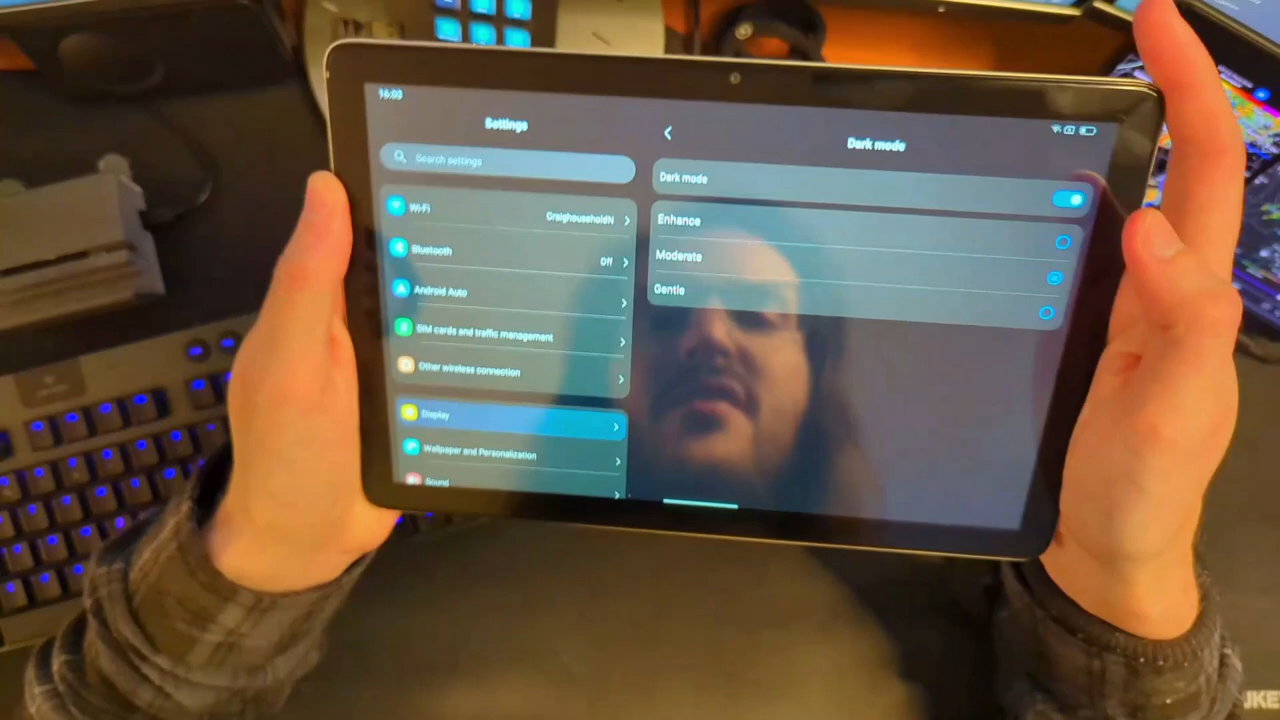 16:03
Settings
Search settings
Wi-Fi
CraighouseholdN
Bluetooth
Off
Android Auto
SIM cards and traffic management
Other wireless connection
Display
Wallpaper and Personalization
Sound
Dark mode
Dark mode
Enhance
Moderate
Gentle
JKE